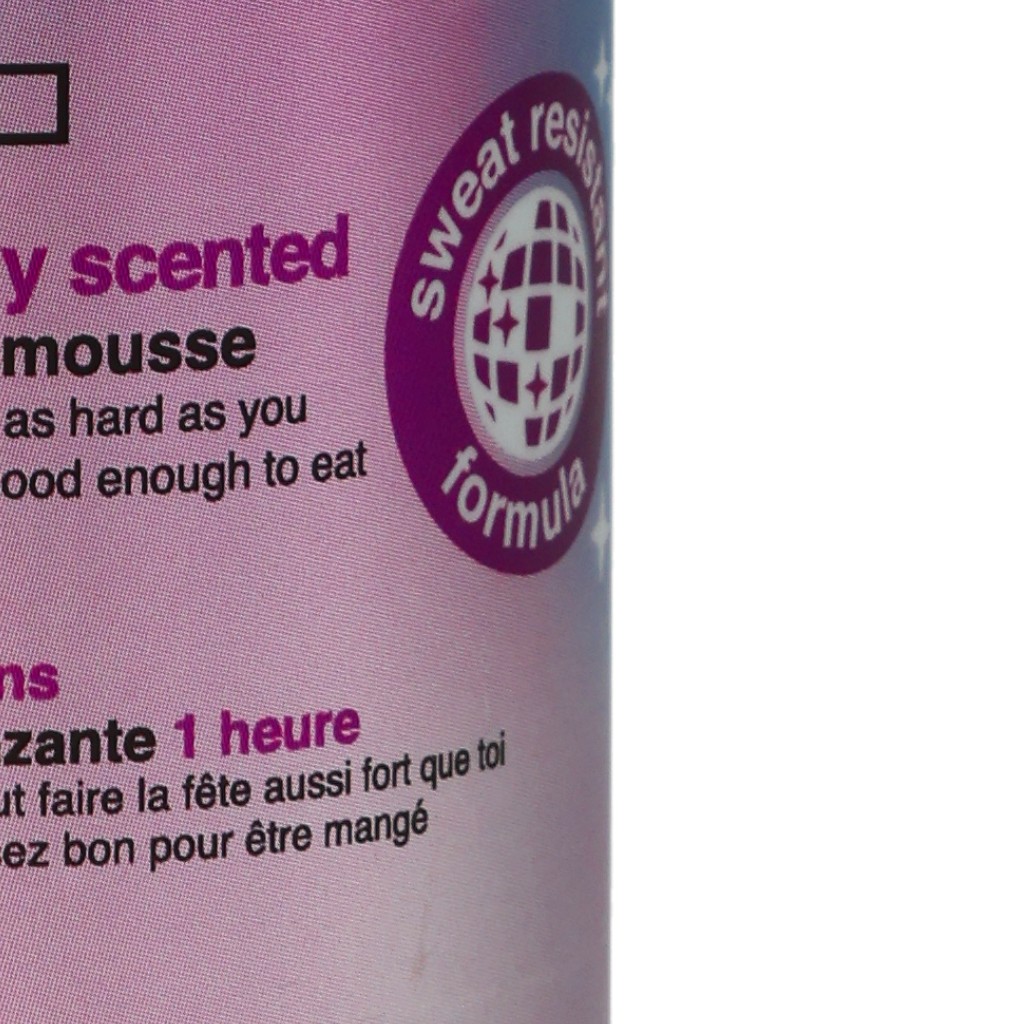 sweat resistant
y scented
mousse
as hard as you
ood enough to eat
formula
ns
zante 1 heure
ut faire la fête aussi fort que toi
sez bon pour être mangé